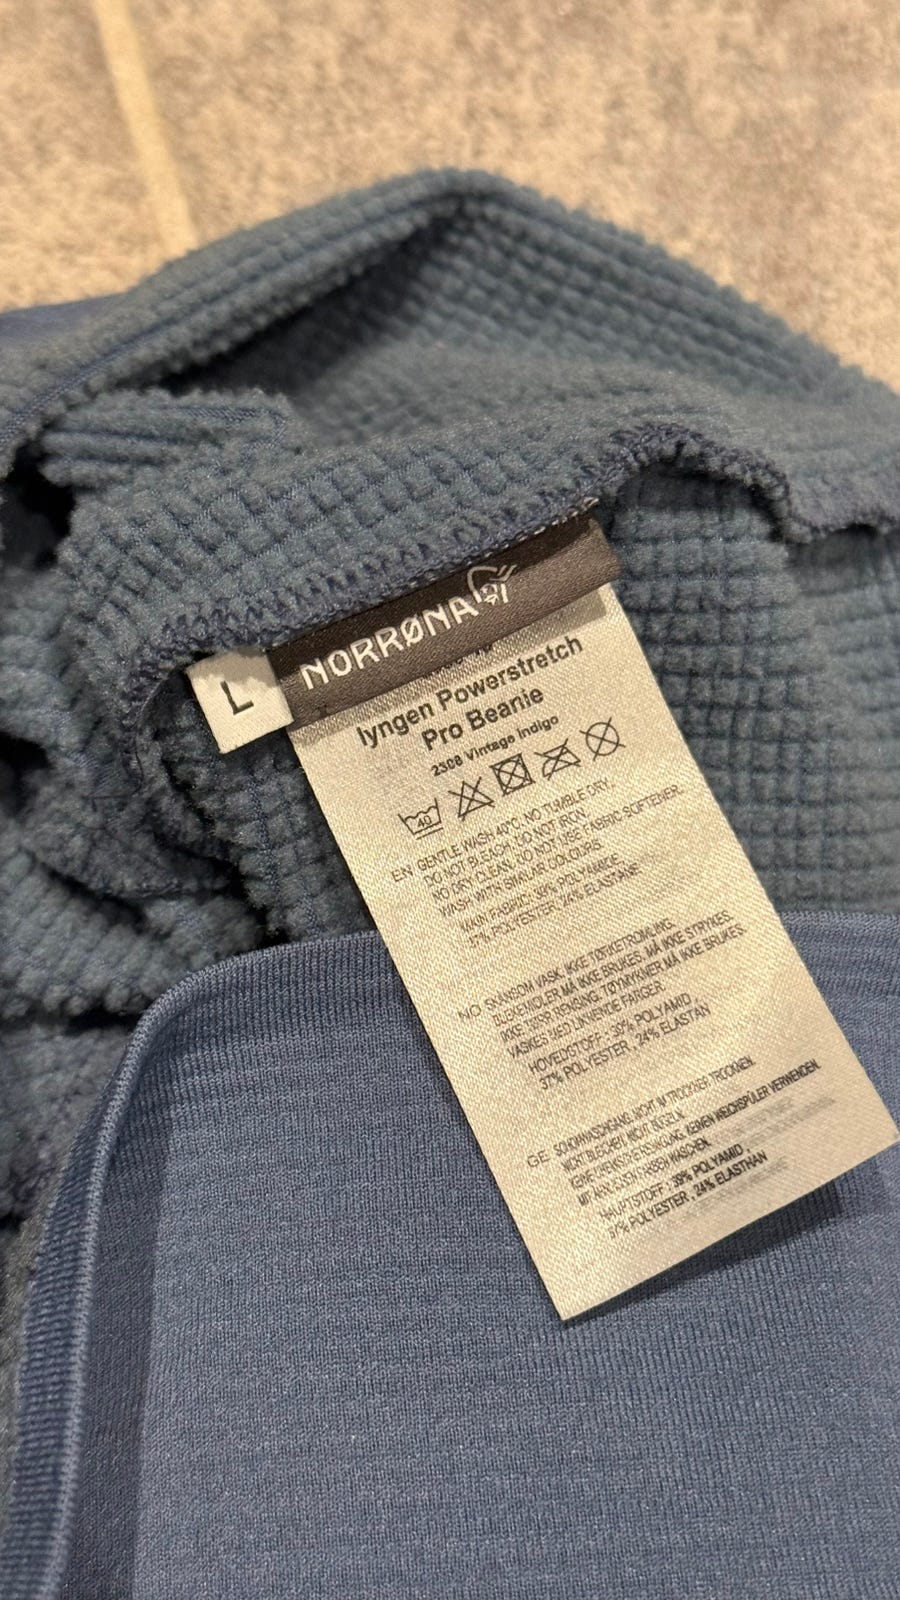 NORRØNA
L
lyngen Powerstretch
Pro Beanie
2308 Vintage Indigo
40
EN GENTLE WASH 40°C. NO TUMBLE DRY.
DO NOT BLEACH. DO NOT IRON.
NO DRY CLEAN. DO NOT USE FABRIC SOFTENER.
WASH WITH SIMILAR COLOURS.
MAIN FABRIC: 39% POLYAMIDE
37% POLYESTER, 24% ELASTANE
NO SKÅNSOM VASK. IKKE TØRKETROMLING.
BLEKEMIDLER MÅ IKKE BRUKES. MÅ IKKE STRYKES.
IKKE TØRR RENSING. TØYMYKNER MÅ IKKE BRUKES.
VASKES MED LIKNENDE FARGER.
HOVEDSTOFF: 39% POLYAMID
37% POLYESTER, 24% ELASTAN
GE SCHONWASCHGANG. NICHT IM TROCKNER TROCKNEN.
NICHT BLEICHEN. NICHT BÜGELN.
KEINE CHEMISCHE REINIGUNG. KEINEN WEICHSPÜLER VERWENDEN.
MIT ÄHNLICHEN FARBEN WASCHEN.
HAUPTSTOFF: 39% POLYAMID,
37% POLYESTER, 24% ELASTHAN